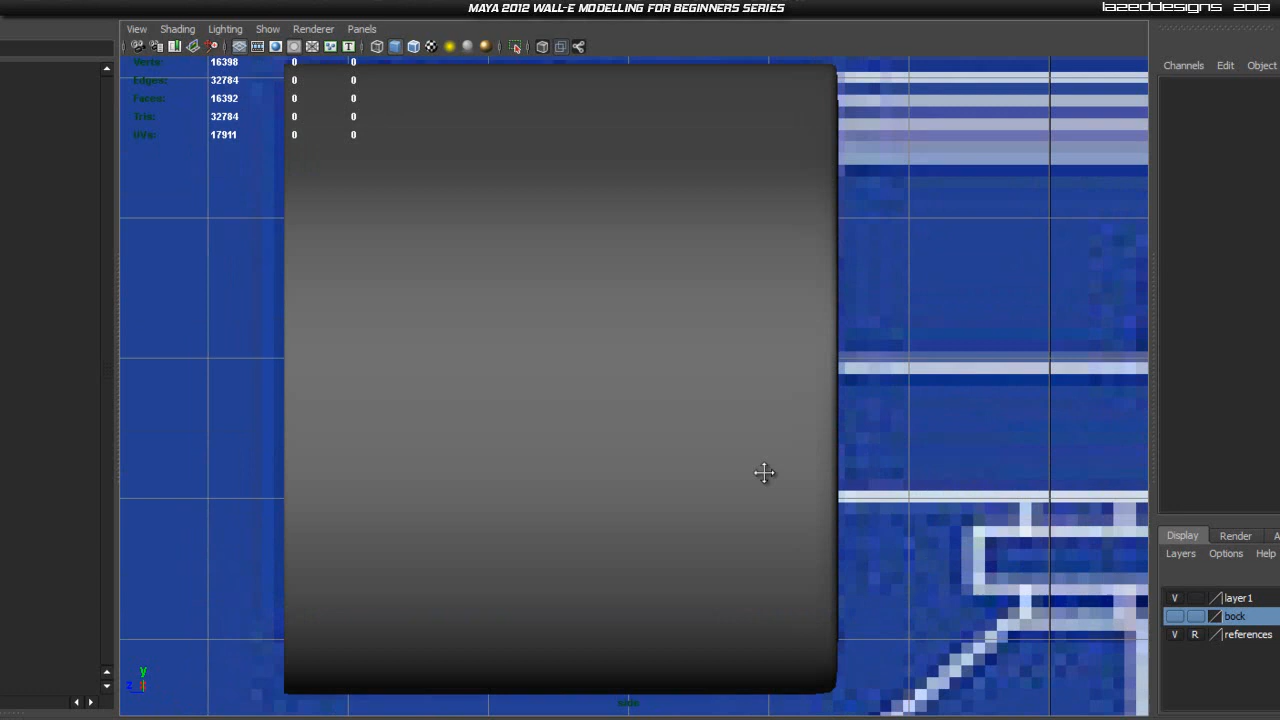 MAYA 2012 WALL-E MODELLING FOR BEGINNERS SERIES
LAZEDDESIGNS 2013
View Shading Lighting Show Renderer Panels
Channels Edit Object
Verts: 16398 0 0
Edges: 32784 0 0
Faces: 16392 0 0
Tris: 32784 0 0
UVs: 17911 0 0
Display Render A
Layers Options Help
V layer1
bock
V R references
y
z
side